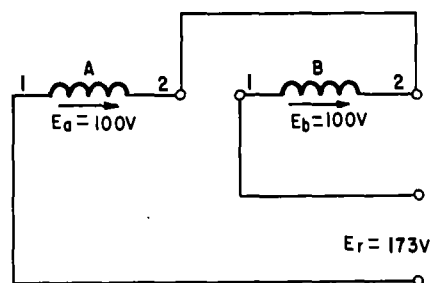 A B
1 2 1 2
Ea = 100V Eb = 100V
Er = 173V